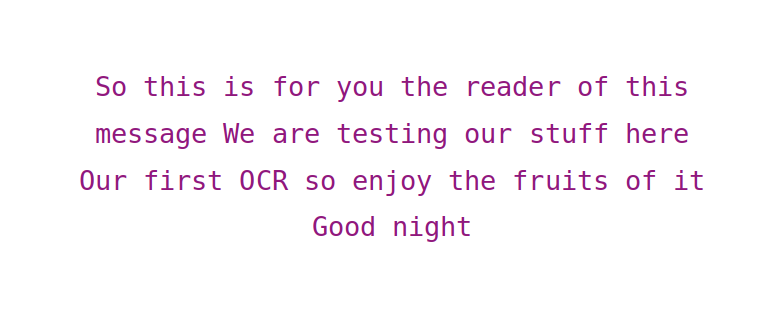 So this is for you the reader of this
message We are testing our stuff here
Our first OCR so enjoy the fruits of it
Good night